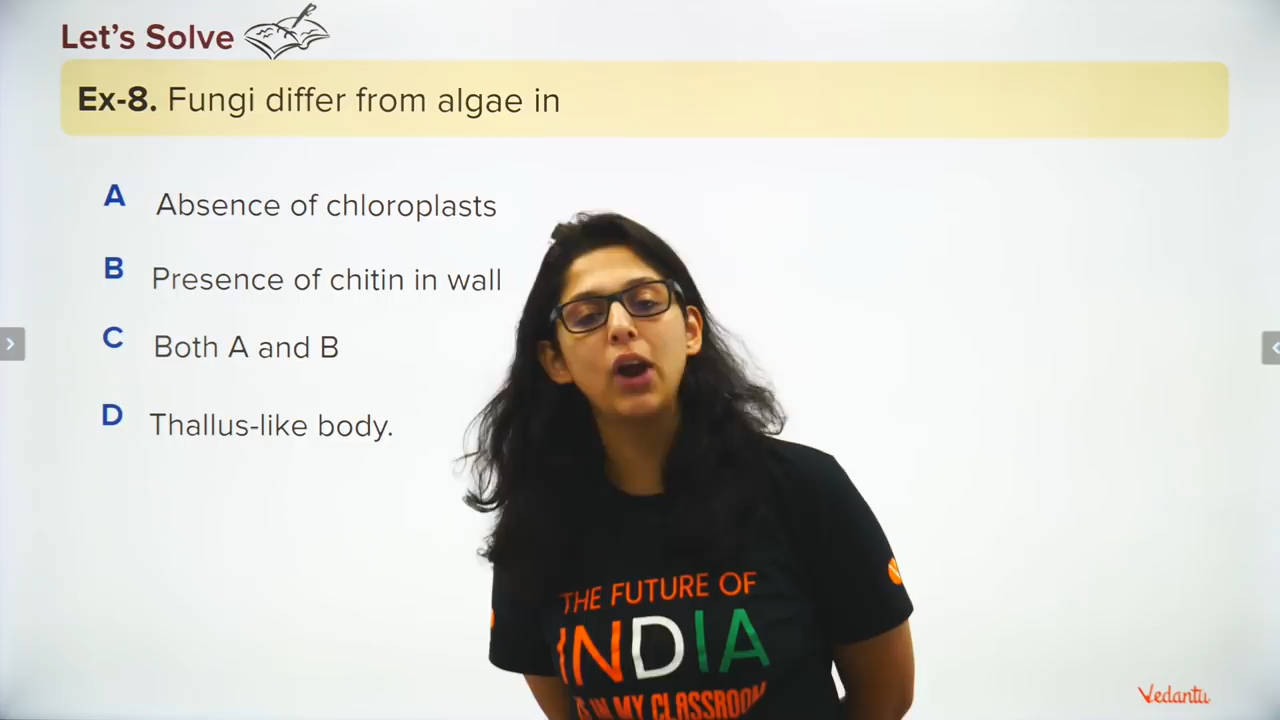 Let's Solve
Ex-8. Fungi differ from algae in
A Absence of chloroplasts
B Presence of chitin in wall
C Both A and B
D Thallus-like body.
THE FUTURE OF
INDIA
IS IN MY CLASSROOM
Vedantu